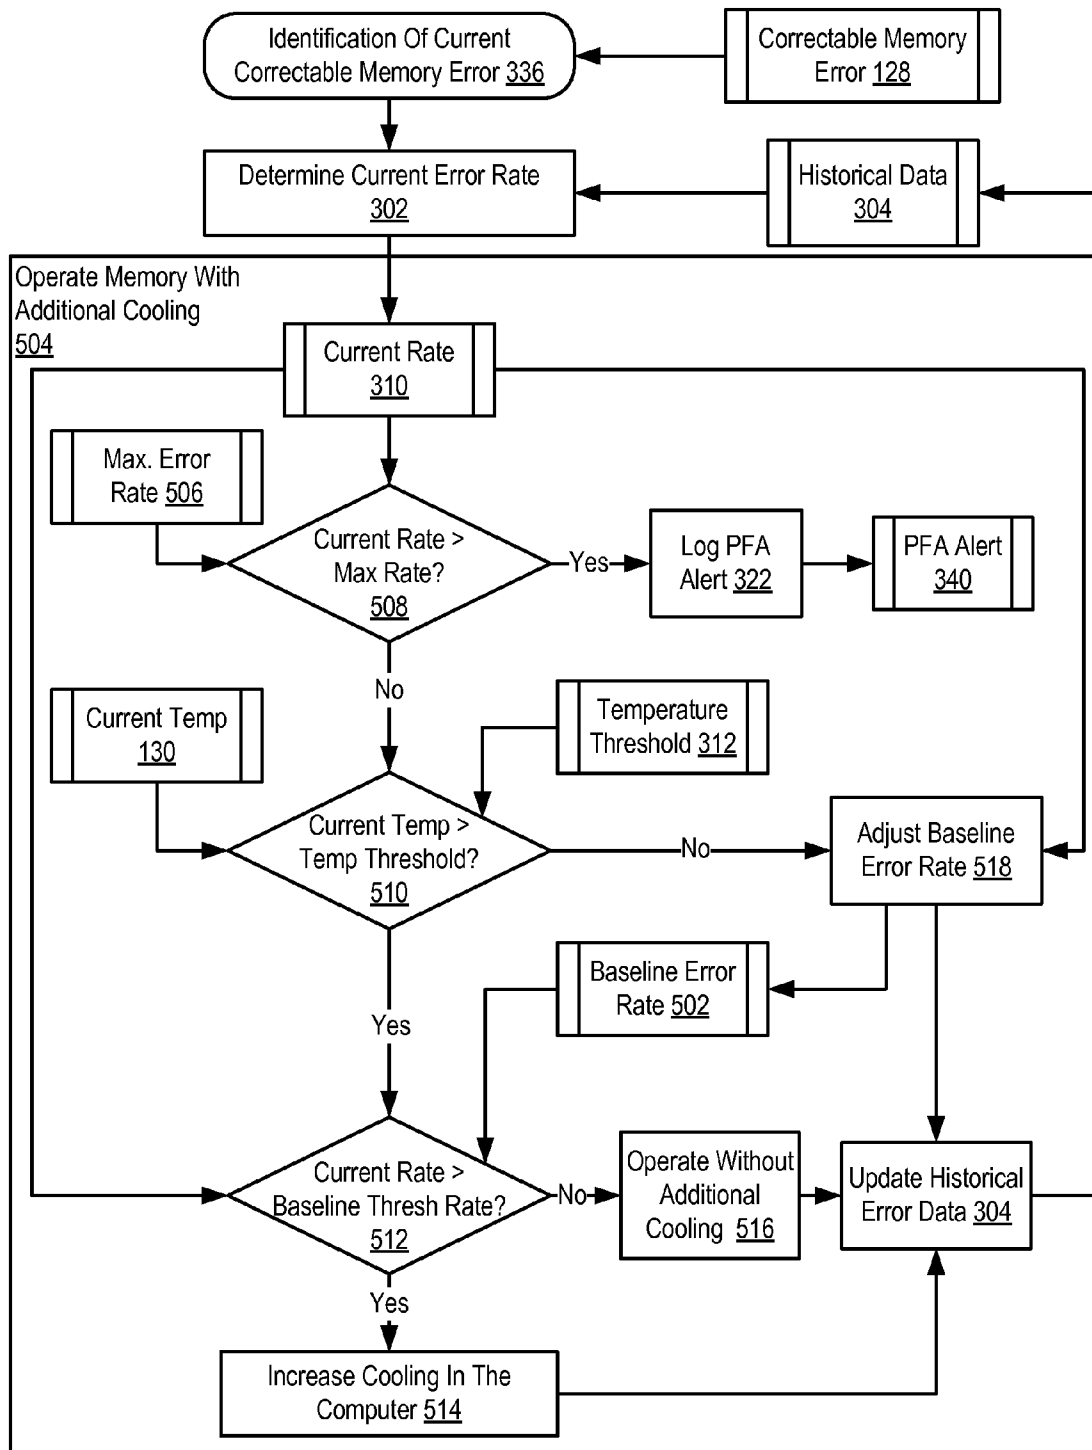 Identification Of Current
Correctable Memory Error 336
Correctable Memory
Error 128
Determine Current Error Rate
302
Historical Data
304
Operate Memory With
Additional Cooling
504
Current Rate
310
Max. Error
Rate 506
Current Rate >
Max Rate?
508
Yes
Log PFA
Alert 322
PFA Alert
340
No
Current Temp
130
Temperature
Threshold 312
Current Temp >
Temp Threshold?
510
No
Adjust Baseline
Error Rate 518
Baseline Error
Rate 502
Yes
Current Rate >
Baseline Thresh Rate?
512
No
Operate Without
Additional
Cooling 516
Update Historical
Error Data 304
Yes
Increase Cooling In The
Computer 514